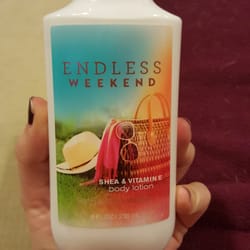 ENDLESS
WEEKEND
SHEA & VITAMIN E
body lotion